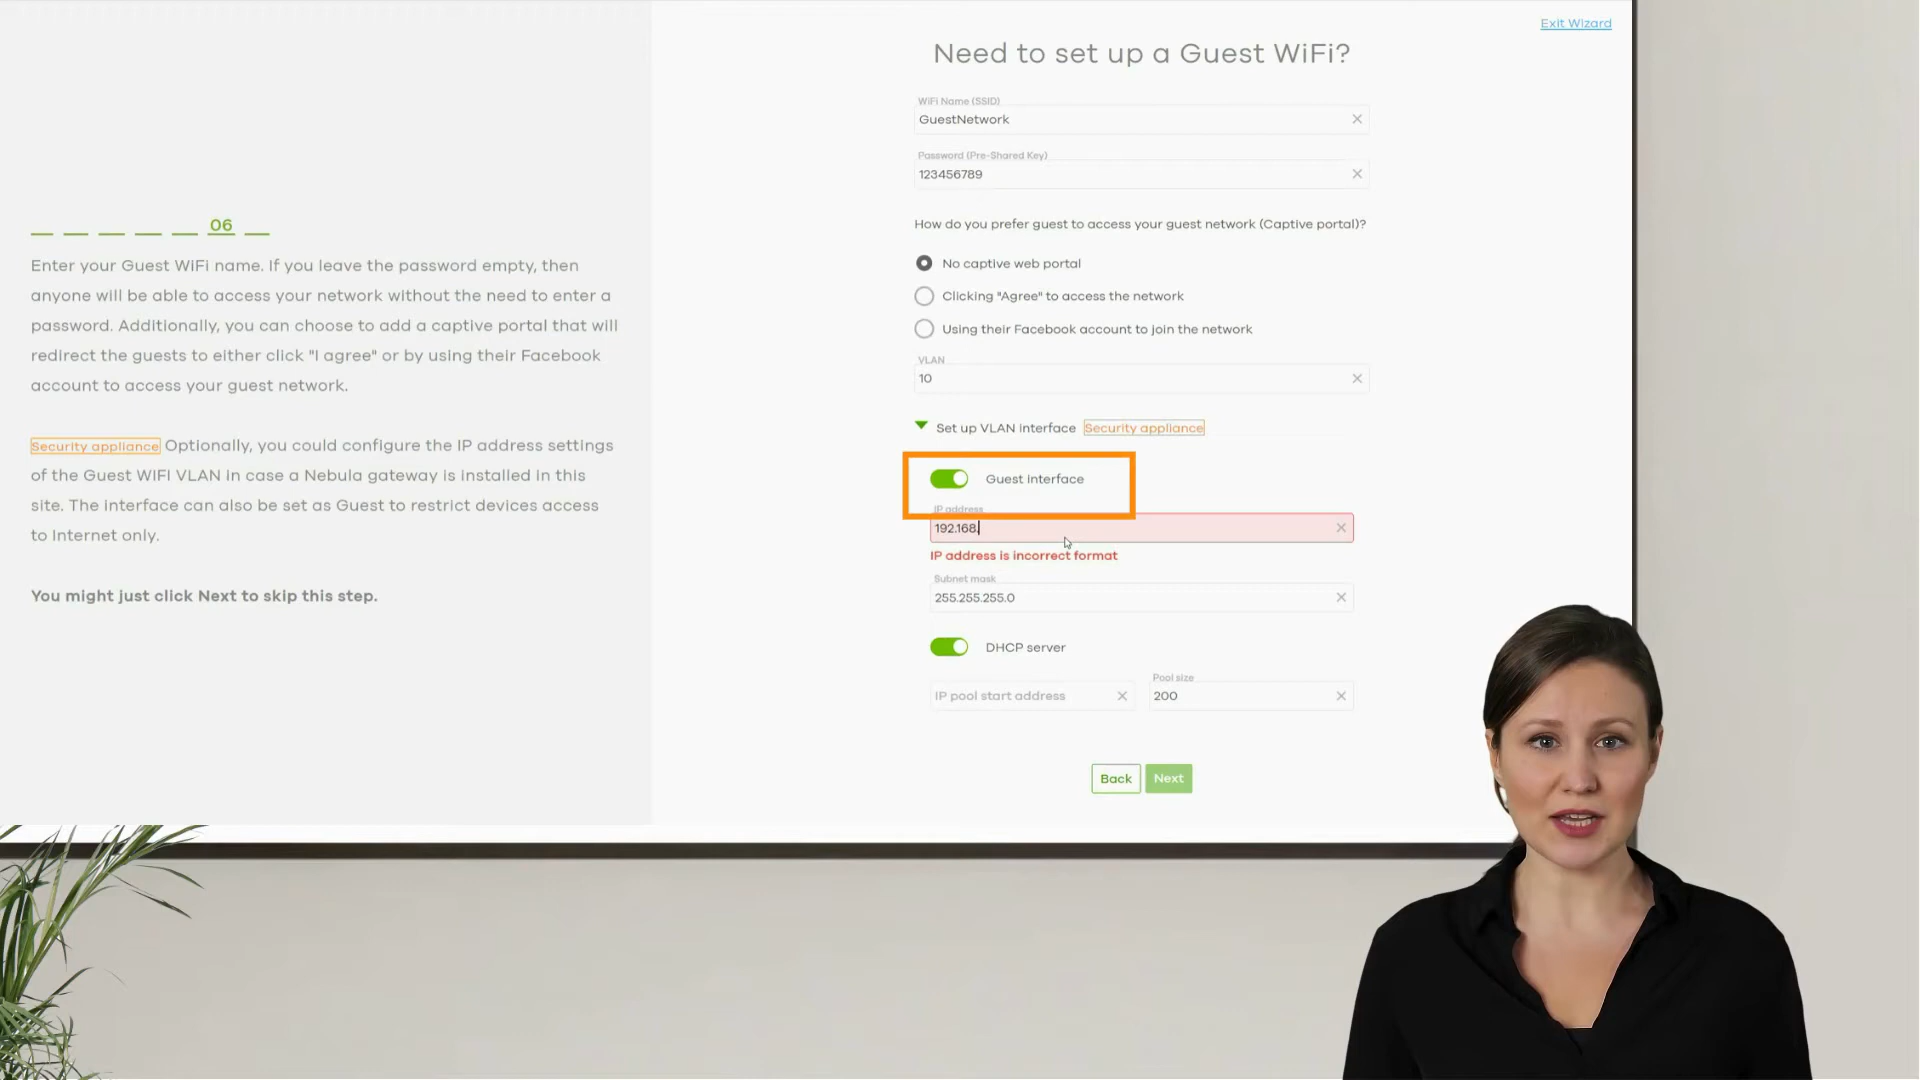 Exit Wizard
Need to set up a Guest WiFi?
WiFi Name (SSID)
GuestNetwork
Password (Pre-Shared Key)
123456789
How do you prefer guest to access your guest network (Captive portal)?
No captive web portal
Clicking "Agree" to access the network
Using their Facebook account to join the network
VLAN
10
Set up VLAN interface Security appliance
Guest Interface
IP address
192.168.
IP address is incorrect format
Subnet mask
255.255.255.0
DHCP server
IP pool start address
Pool size
200
Back
Next
06
Enter your Guest WiFi name. If you leave the password empty, then
anyone will be able to access your network without the need to enter a
password. Additionally, you can choose to add a captive portal that will
redirect the guests to either click "I agree" or by using their Facebook
account to access your guest network.
Security appliance Optionally, you could configure the IP address settings
of the Guest WIFI VLAN in case a Nebula gateway is installed in this
site. The interface can also be set as Guest to restrict devices access
to Internet only.
You might just click Next to skip this step.